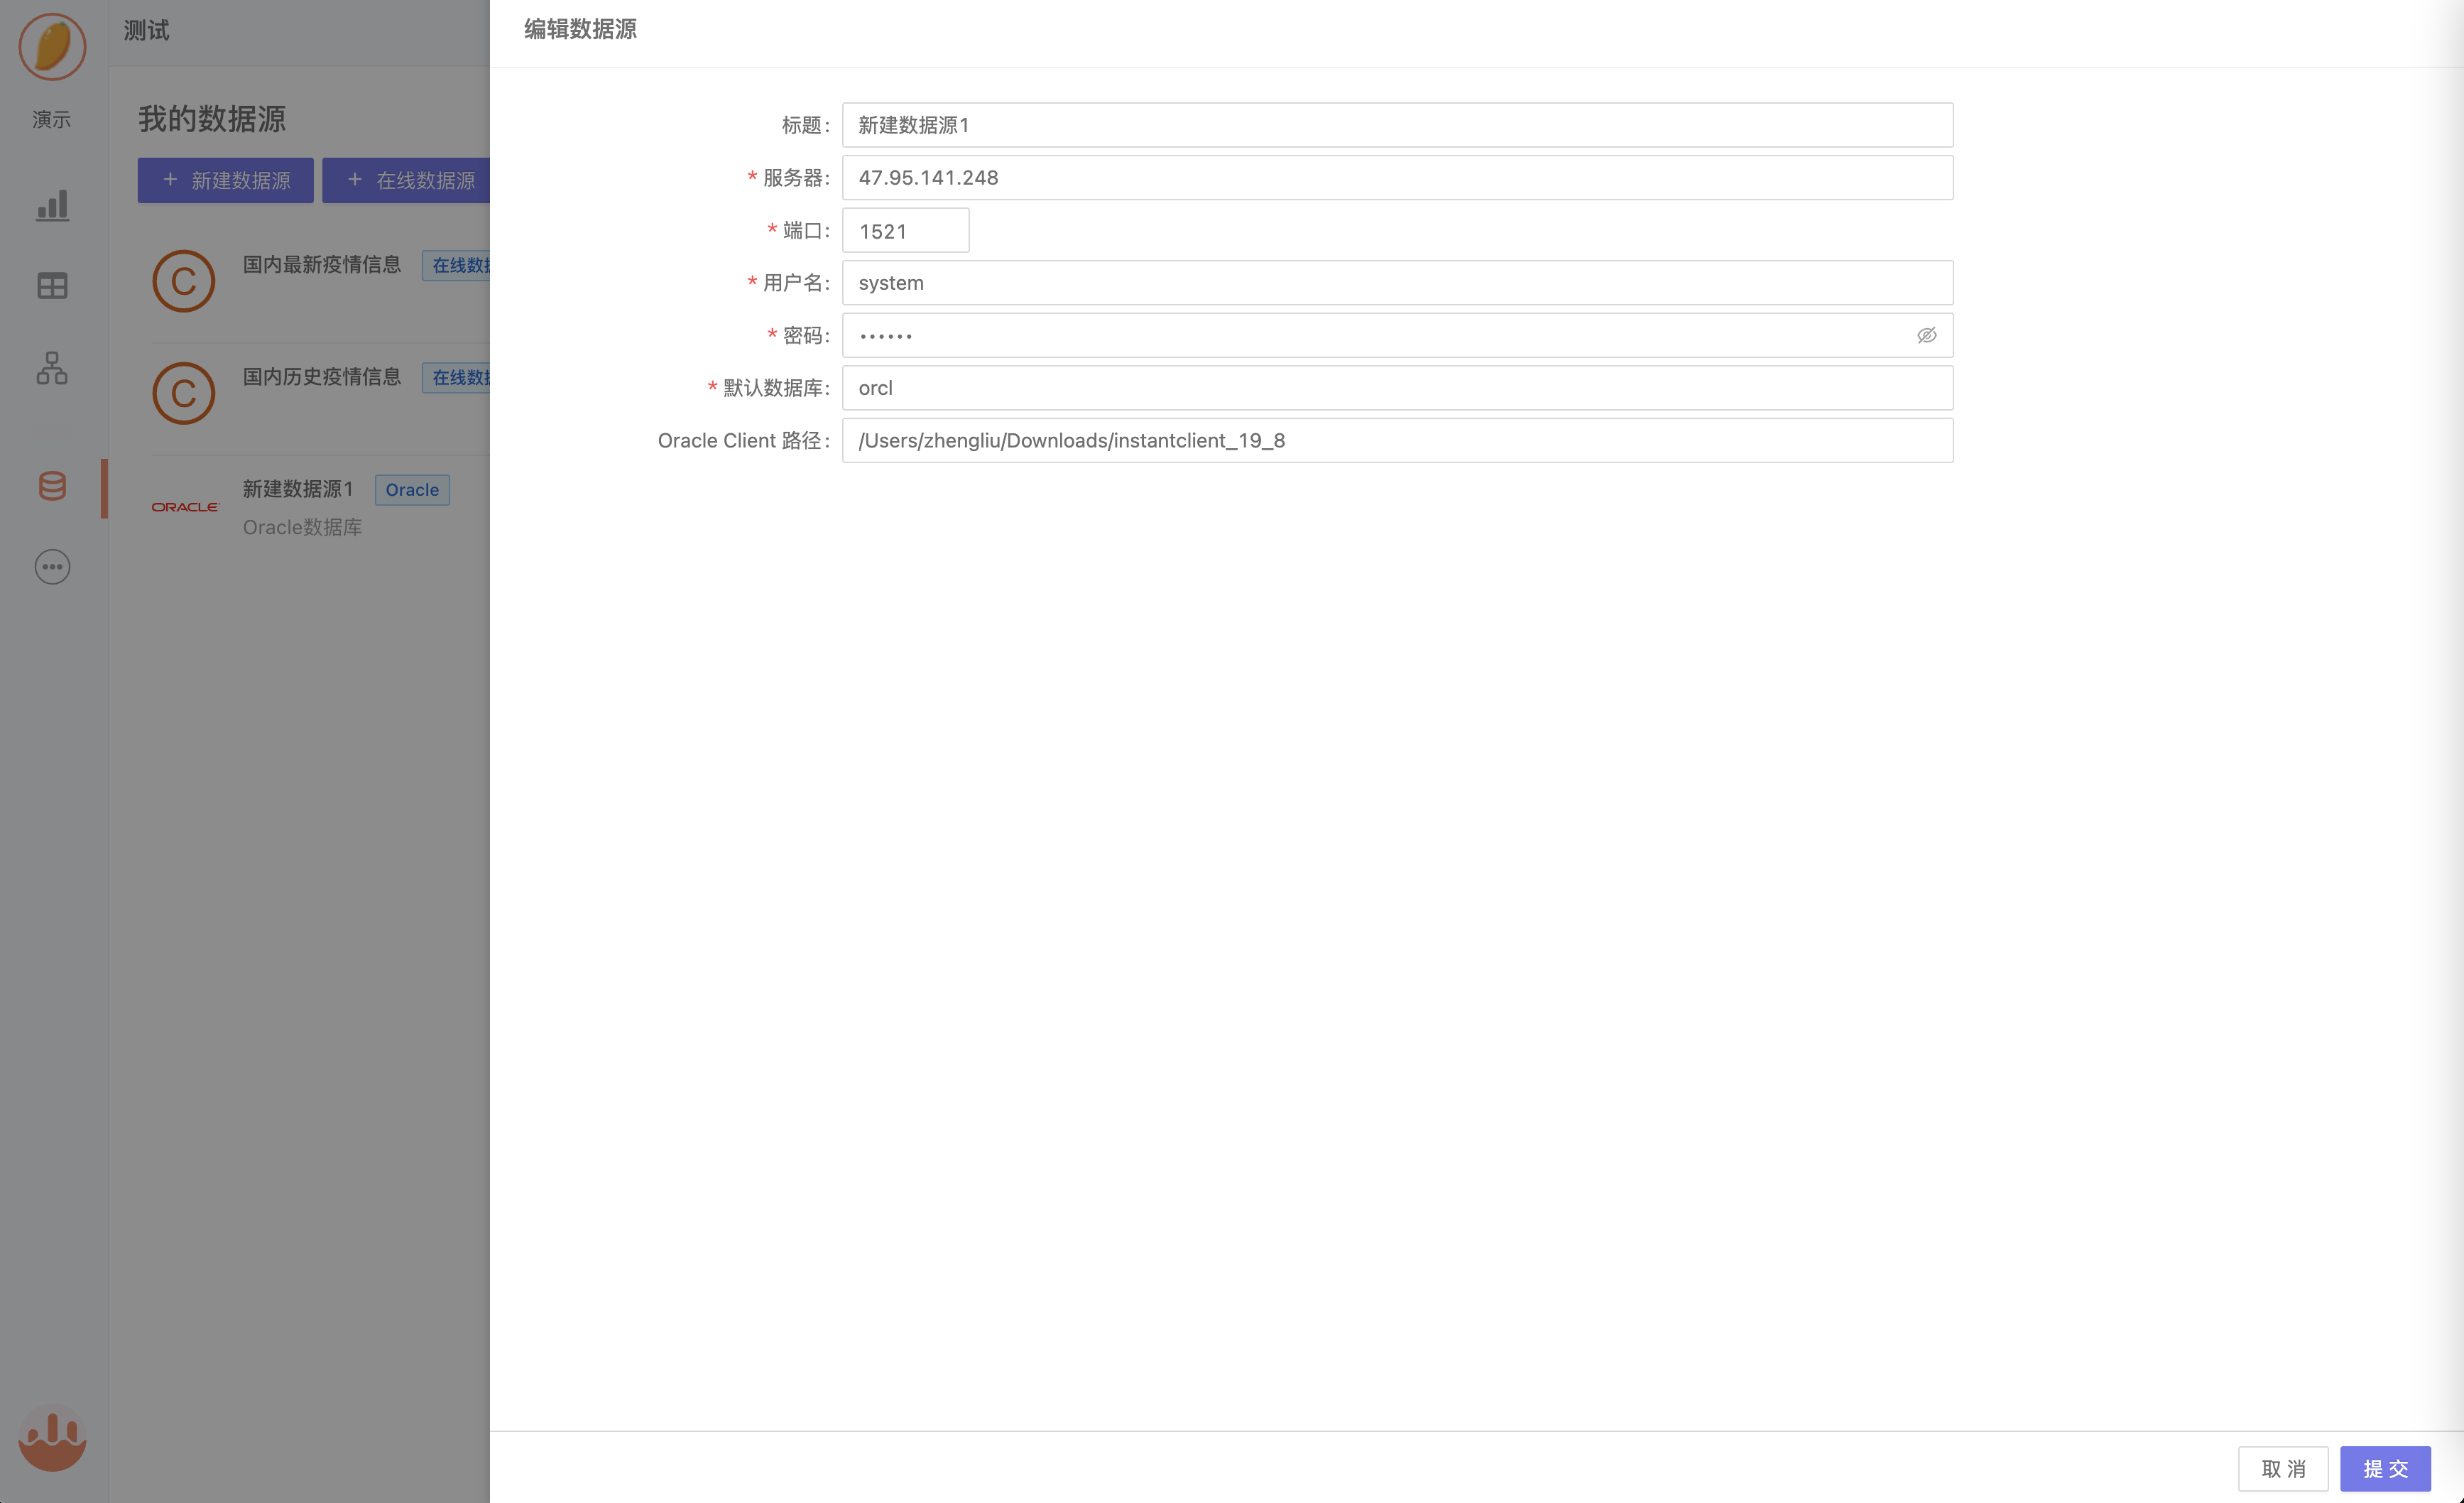 测试
演示
我的数据源
+ 新建数据源
+ 在线数据源
国内最新疫情信息
在线数据
国内历史疫情信息
在线数据
ORACLE
新建数据源1
Oracle
Oracle数据库
编辑数据源
标题: 新建数据源1
* 服务器: 47.95.141.248
* 端口: 1521
* 用户名: system
* 密码: ••••••
* 默认数据库: orcl
Oracle Client 路径: /Users/zhengliu/Downloads/instantclient_19_8
取 消
提 交